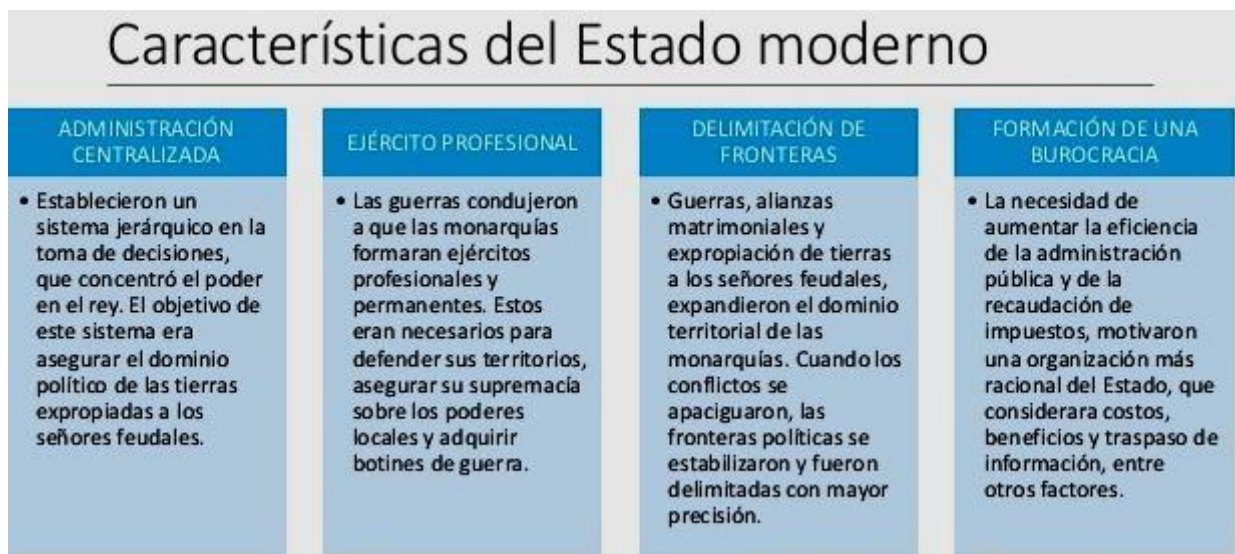 Características del Estado moderno
ADMINISTRACIÓN
CENTRALIZADA
• Establecieron un
sistema jerárquico en la
toma de decisiones,
que concentró el poder
en el rey. El objetivo de
este sistema era
asegurar el dominio
político de las tierras
expropiadas a los
señores feudales.
EJÉRCITO PROFESIONAL
• Las guerras condujeron
a que las monarquías
formaran ejércitos
profesionales y
permanentes. Estos
eran necesarios para
defender sus territorios,
asegurar su supremacía
sobre los poderes
locales y adquirir
botines de guerra.
DELIMITACIÓN DE
FRONTERAS
• Guerras, alianzas
matrimoniales y
expropiación de tierras
a los señores feudales,
expandieron el dominio
territorial de las
monarquías. Cuando los
conflictos se
apaciguaron, las
fronteras políticas se
estabilizaron y fueron
delimitadas con mayor
precisión.
FORMACIÓN DE UNA
BUROCRACIA
• La necesidad de
aumentar la eficiencia
de la administración
pública y de la
recaudación de
impuestos, motivaron
una organización más
racional del Estado, que
considerara costos,
beneficios y traspaso de
información, entre
otros factores.